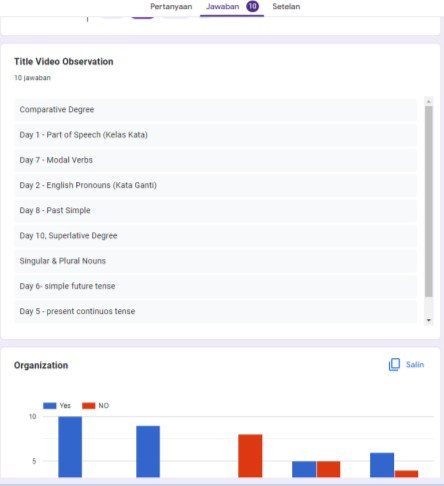 Pertanyaan Jawaban 10 Setelan
Title Video Observation
10 jawaban
Comparative Degree
Day 1 - Part of Speech (Kelas Kata)
Day 7 - Modal Verbs
Day 2 - English Pronouns (Kata Ganti)
Day 8 - Past Simple
Day 10, Superlative Degree
Singular & Plural Nouns
Day 6- simple future tense
Day 5 - present continuos tense
Organization
Salin
Yes NO
10
5